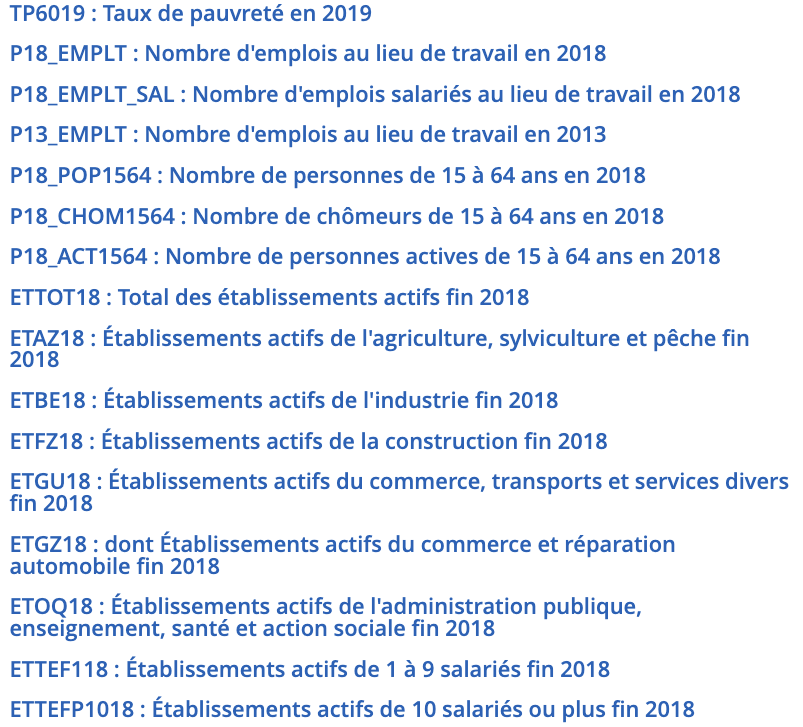 TP6019 : Taux de pauvreté en 2019
P18_EMPLT : Nombre d'emplois au lieu de travail en 2018
P18_EMPLT_SAL : Nombre d'emplois salariés au lieu de travail en 2018
P13_EMPLT : Nombre d'emplois au lieu de travail en 2013
P18_POP1564 : Nombre de personnes de 15 à 64 ans en 2018
P18_CHOM1564 : Nombre de chômeurs de 15 à 64 ans en 2018
P18_ACT1564 : Nombre de personnes actives de 15 à 64 ans en 2018
ETTOT18 : Total des établissements actifs fin 2018
ETAZ18 : Établissements actifs de l'agriculture, sylviculture et pêche fin
2018
ETBE18 : Établissements actifs de l'industrie fin 2018
ETFZ18 : Établissements actifs de la construction fin 2018
ETGU18 : Établissements actifs du commerce, transports et services divers
fin 2018
ETGZ18 : dont Établissements actifs du commerce et réparation
automobile fin 2018
ETOQ18 : Établissements actifs de l'administration publique,
enseignement, santé et action sociale fin 2018
ETTEF118 : Établissements actifs de 1 à 9 salariés fin 2018
ETTEFP1018 : Établissements actifs de 10 salariés ou plus fin 2018